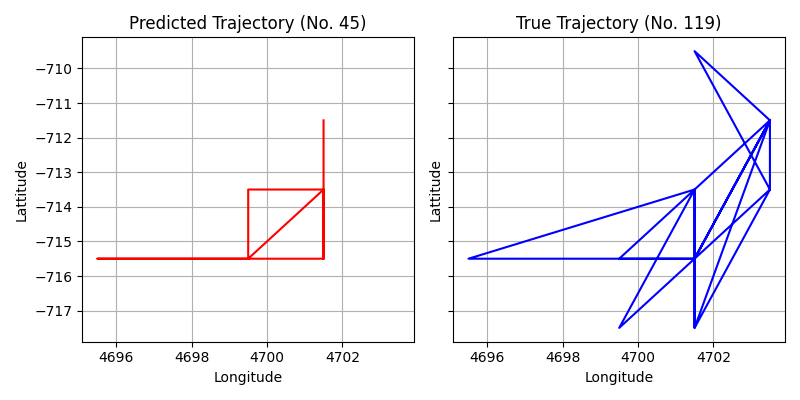 Predicted Trajectory (No. 45)
True Trajectory (No. 119)
Lattitude
−710
−711
−712
−713
−714
−715
−716
−717
4696
4698
4700
4702
Longitude
Lattitude
4696
4698
4700
4702
Longitude